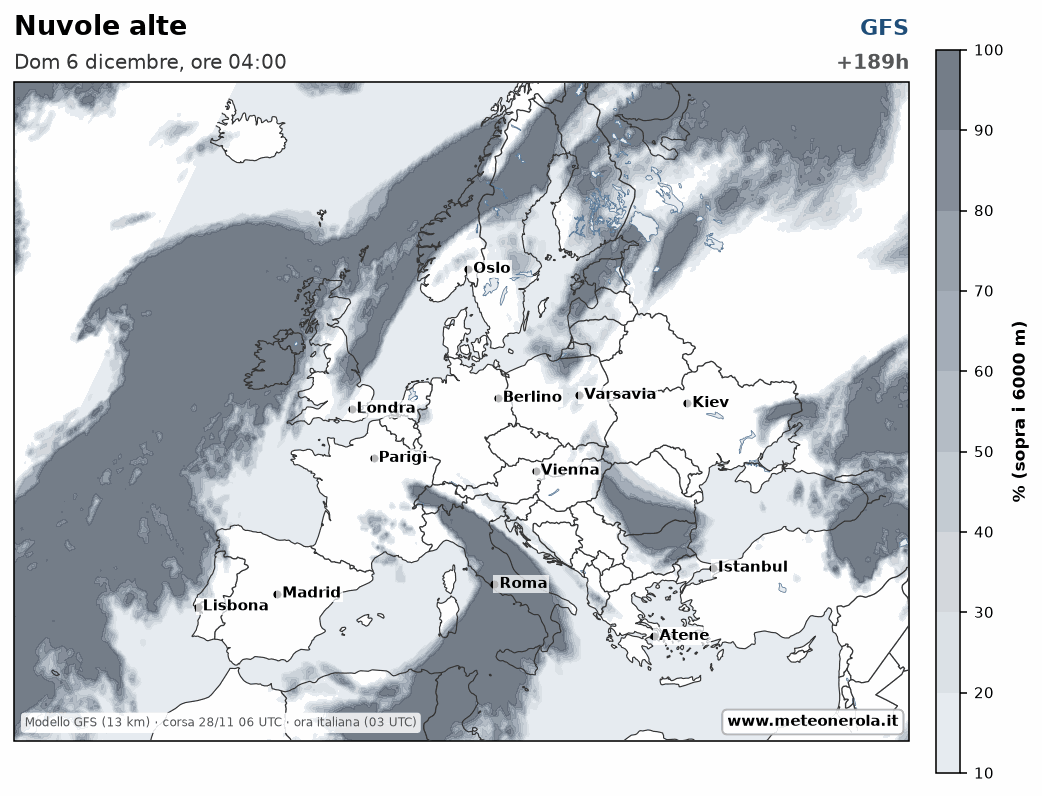 Nuvole alte
GFS
Dom 6 dicembre, ore 04:00
+189h
Oslo
Berlino
Varsavia
Kiev
Londra
Parigi
Vienna
Istanbul
Roma
Madrid
Lisbona
Atene
Modello GFS (13 km) · corsa 28/11 06 UTC · ora italiana (03 UTC)
www.meteonerola.it
100
90
80
70
60
50
40
30
20
10
% (sopra i 6000 m)